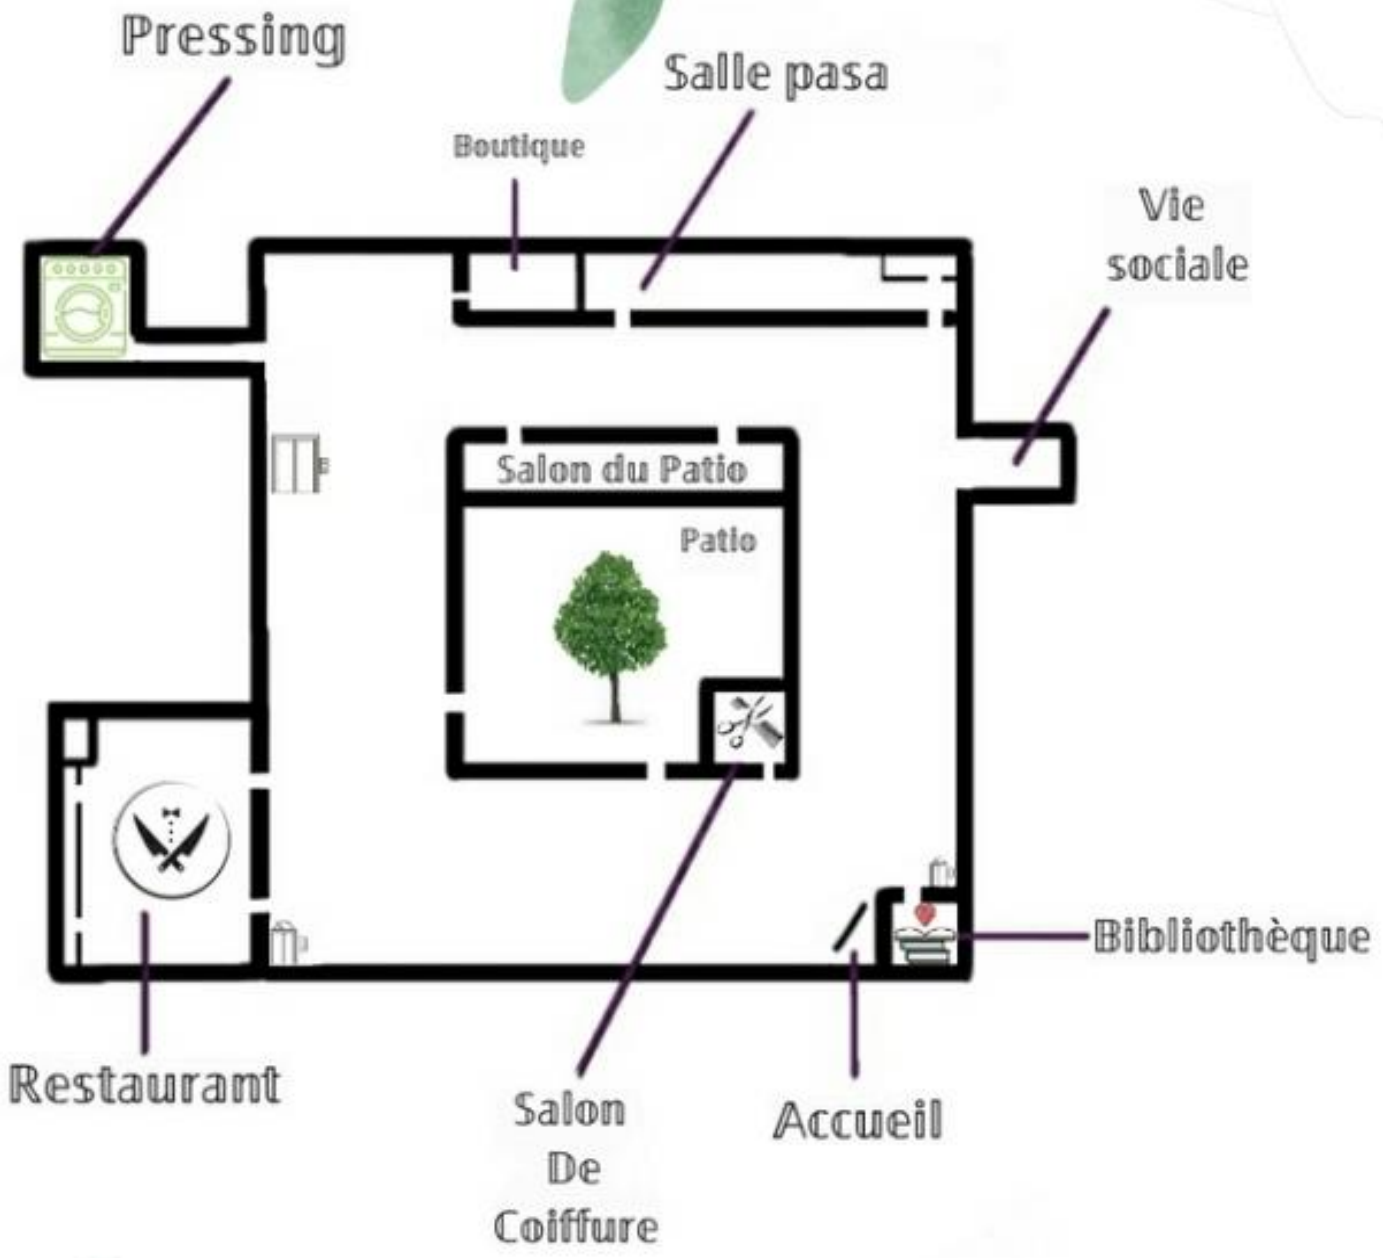 Pressing
Salle pasa
Boutique
Vie
sociale
Salon du Patio
Patio
Bibliothèque
Restaurant
Salon
De
Coiffure
Accueil